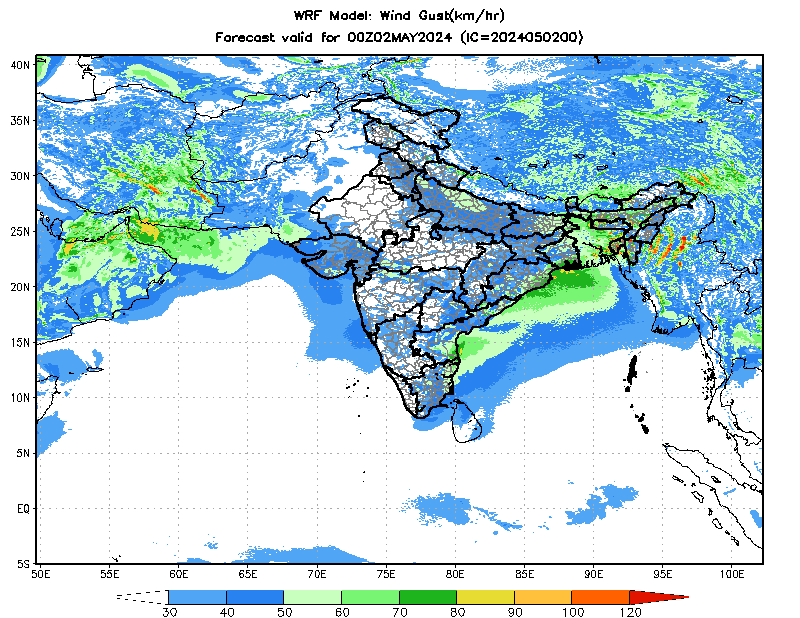 WRF Model: Wind Gust(km/hr)
Forecast valid for 00Z02MAY2024 (IC=2024050200)
40N
35N
30N
25N
20N
15N
10N
5N
EQ
5S
50E 55E 60E 65E 70E 75E 80E 85E 90E 95E 100E
30 40 50 60 70 80 90 100 120